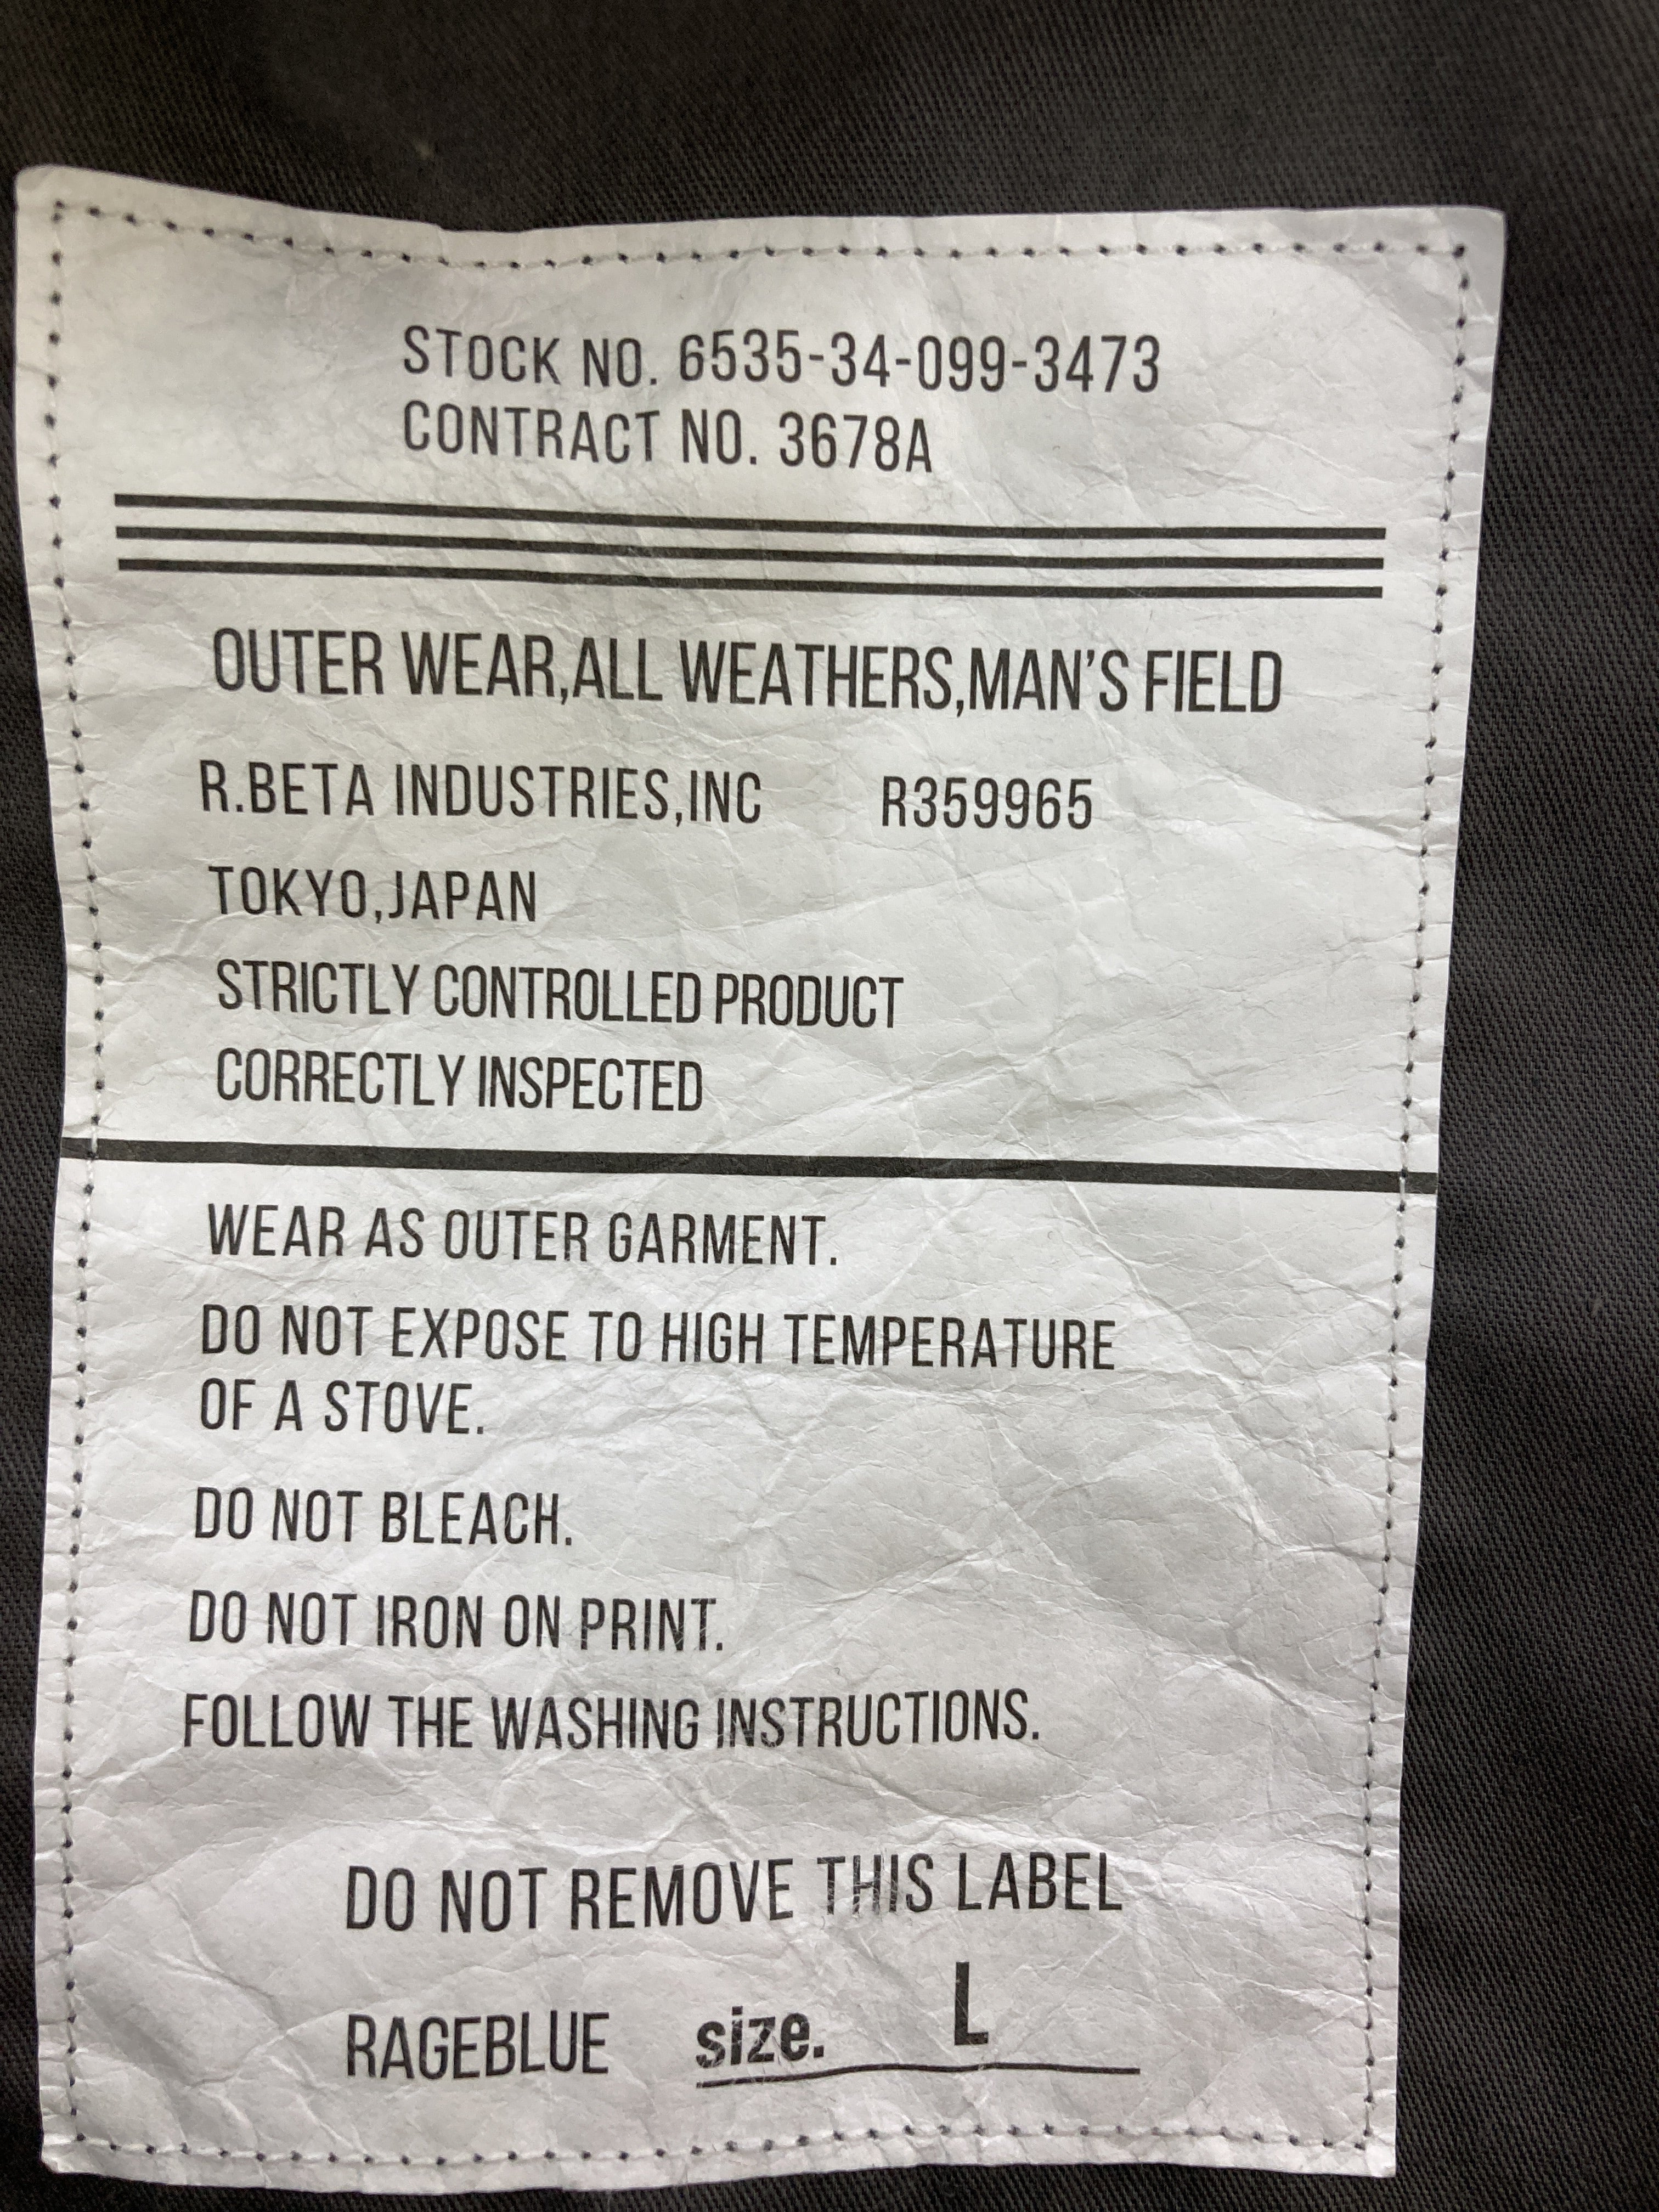 STOCK NO. 6535-34-099-3473
CONTRACT NO. 3678A
OUTER WEAR,ALL WEATHERS,MAN'S FIELD
R.BETA INDUSTRIES,INC R359965
TOKYO,JAPAN
STRICTLY CONTROLLED PRODUCT
CORRECTLY INSPECTED
WEAR AS OUTER GARMENT.
DO NOT EXPOSE TO HIGH TEMPERATURE
OF A STOVE.
DO NOT BLEACH.
DO NOT IRON ON PRINT.
FOLLOW THE WASHING INSTRUCTIONS.
DO NOT REMOVE THIS LABEL
RAGEBLUE size. L